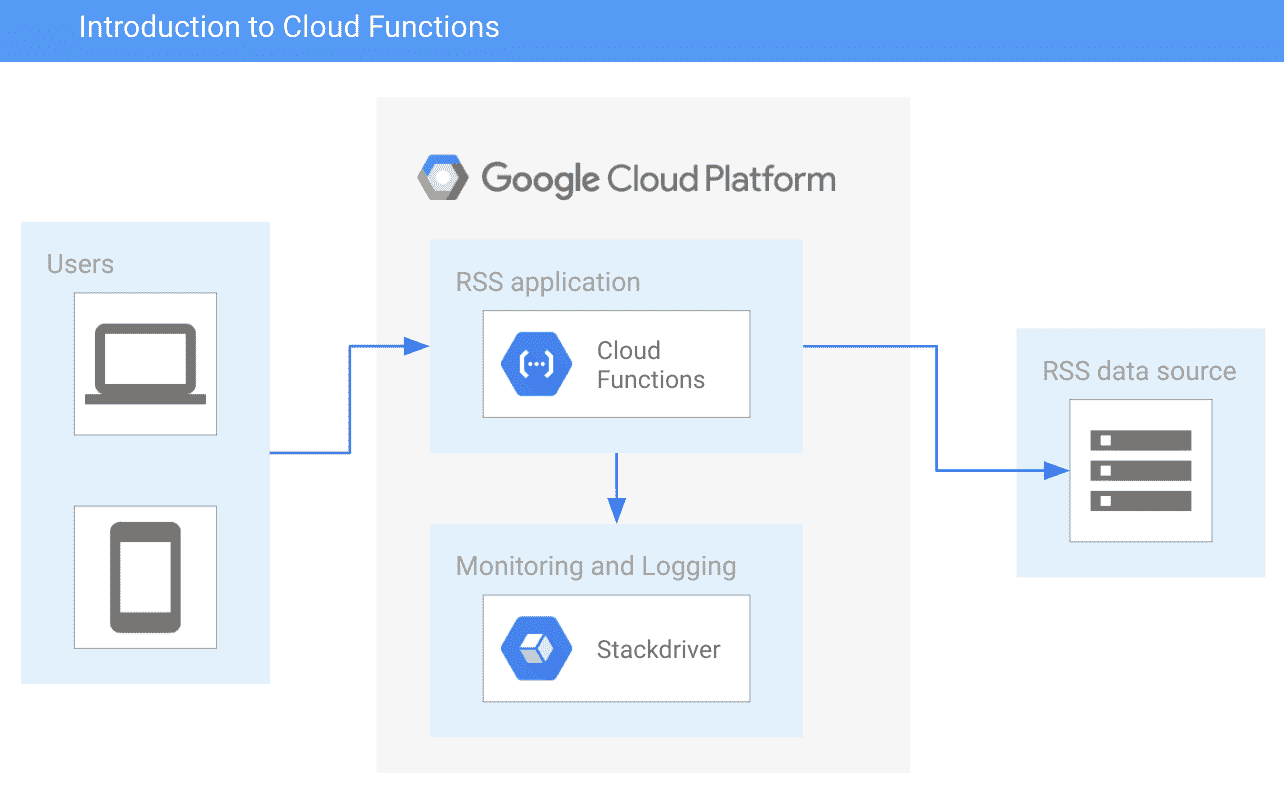 Introduction to Cloud Functions
Google Cloud Platform
Users
RSS application
Cloud
Functions
RSS data source
Monitoring and Logging
Stackdriver